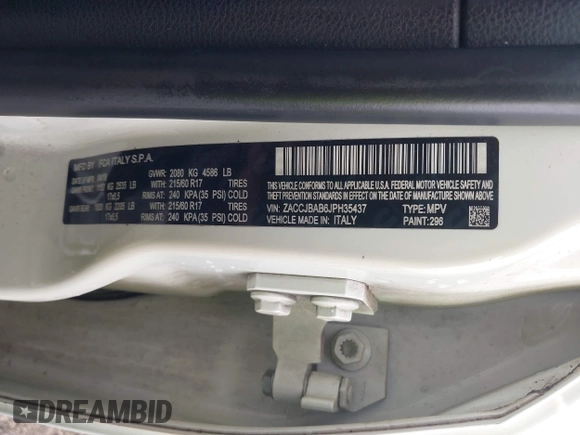 MFD. BY FCA ITALY S.P.A.
GVWR: 2080 KG 4586 LB
WITH: 215/60 R17 TIRES
RIMS AT: 240 KPA(35 PSI) COLD
WITH: 215/60 R17 TIRES
RIMS AT: 240 KPA(35 PSI) COLD
THIS VEHICLE CONFORMS TO ALL APPLICABLE U.S.A. FEDERAL MOTOR
VEHICLE SAFETY, BUMPER, AND THEFT PREVENTION STANDARDS IN EFFECT
ON THE DATE OF MANUFACTURE SHOWN ABOVE.
VIN: ZACCJBAB6JPH35437 TYPE: MPV
VEHICLE MADE IN: ITALY PAINT:296
DREAMBID